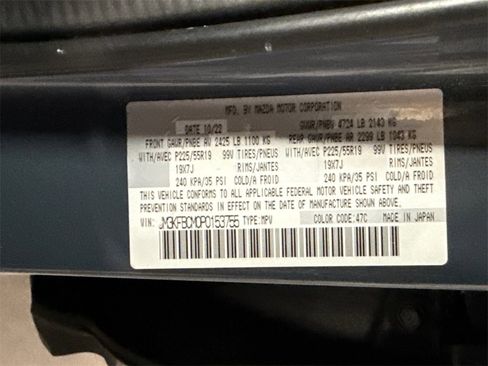 MFD. BY MAZDA MOTOR CORPORATION
DATE 10/22 GVWR/PNBV 4724 LB 2143 KG
FRONT GAWR/PNBE AV 2425 LB 1100 KG REAR GAWR/PNBE AR 2299 LB 1043 KG
WITH/AVEC P225/55R19 99V TIRES/PNEUS WITH/AVEC P225/55R19 99V TIRES/PNEUS
19X7J RIMS/JANTES 19X7J RIMS/JANTES
240 KPA/35 PSI COLD/A FROID 240 KPA/35 PSI COLD/A FROID
THIS VEHICLE CONFORMS TO ALL APPLICABLE FEDERAL MOTOR VEHICLE SAFETY AND THEFT
PREVENTION STANDARDS IN EFFECT ON THE DATE OF MANUFACTURE SHOWN ABOVE.
VIN: JM3KFBCM0P0153755 TYPE:MPV COLOR CODE:47C MADE IN JAPAN